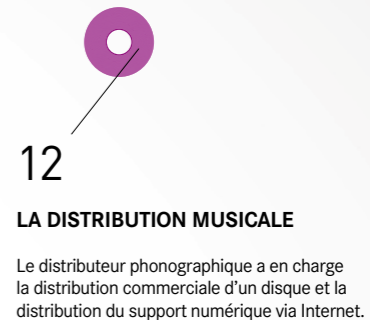 12
LA DISTRIBUTION MUSICALE
Le distributeur phonographique a en charge
la distribution commerciale d’un disque et la
distribution du support numérique via Internet.